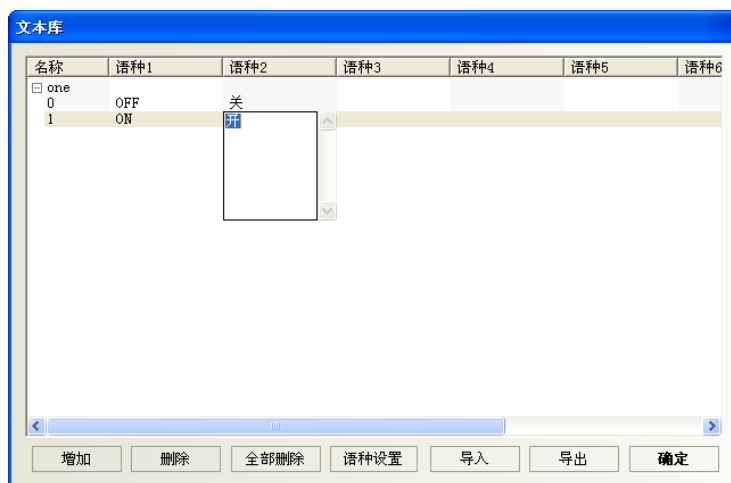 文本库
名称 语种1 语种2 语种3 语种4 语种5 语种6
one
0 OFF 关
1 ON 开
增加 删除 全部删除 语种设置 导入 导出 确定